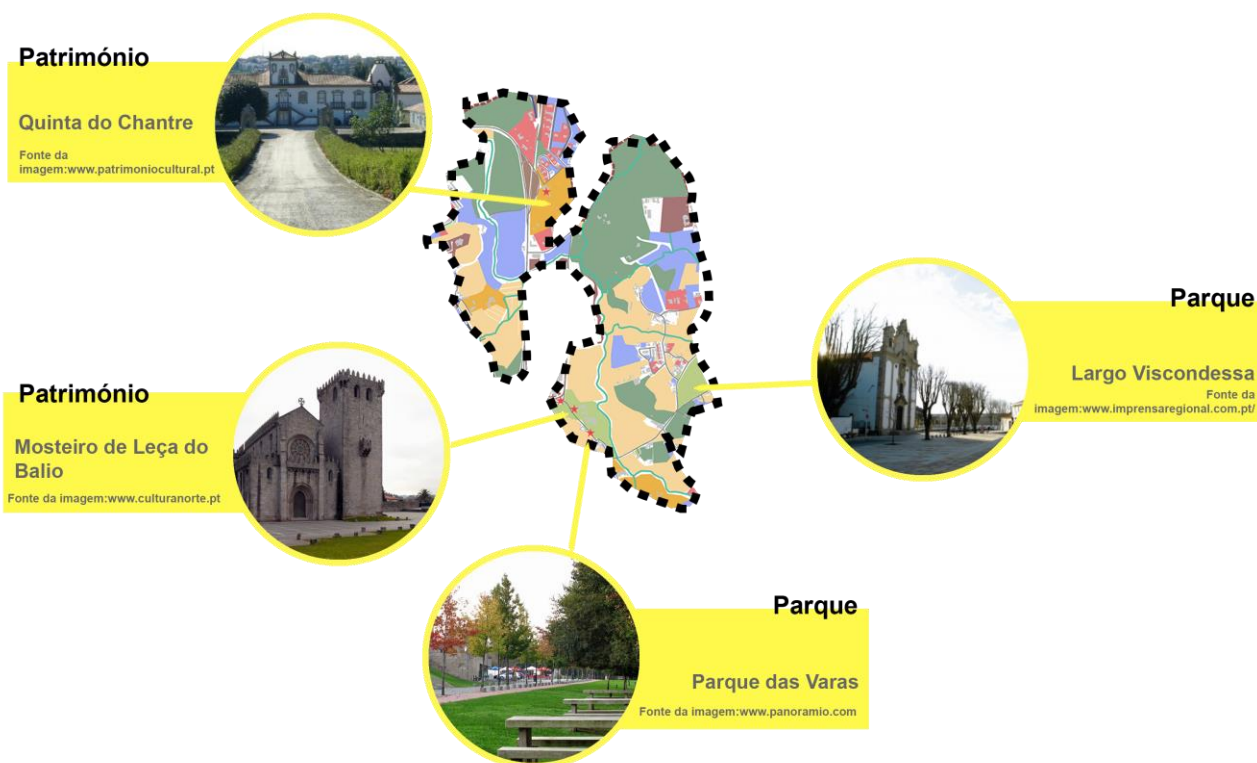 Património
Quinta do Chantre
Fonte da
imagem:www.patrimoniocultural.pt
Parque
Largo Viscondessa
Fonte da
imagem:www.imprensaregional.com.pt/
Património
Mosteiro de Leça do
Balio
Fonte da imagem:www.culturanorte.pt
Parque
Parque das Varas
Fonte da imagem:www.panoramio.com